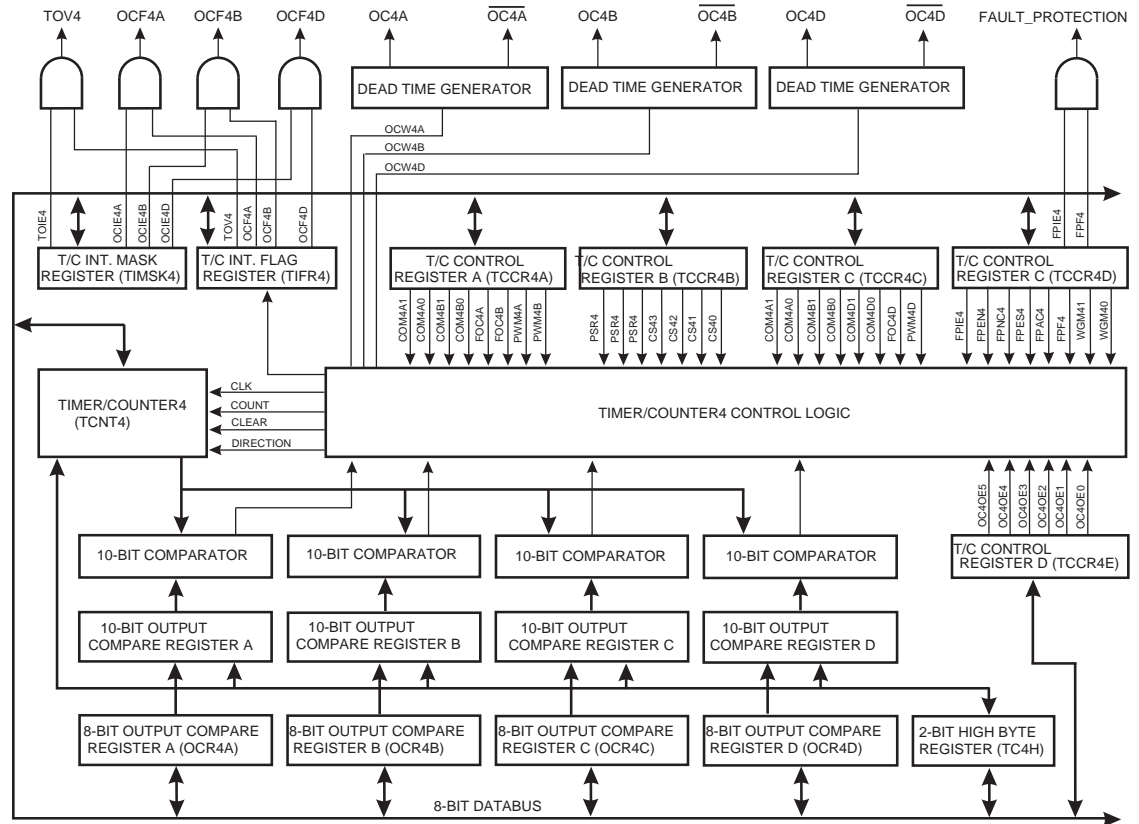 TOV4 OCF4A OCF4B OCF4D OC4A OC4A OC4B OC4B OC4D OC4D FAULT_PROTECTION
DEAD TIME GENERATOR DEAD TIME GENERATOR DEAD TIME GENERATOR
OCW4A
OCW4B
OCW4D
TOIE4 OCIE4A OCIE4B OCIE4D TOV4 OCF4A OCF4B OCF4D FPIE4 FPF4
T/C INT. MASK
REGISTER (TIMSK4)
T/C INT. FLAG
REGISTER (TIFR4)
T/C CONTROL
REGISTER A (TCCR4A)
T/C CONTROL
REGISTER B (TCCR4B)
T/C CONTROL
REGISTER C (TCCR4C)
T/C CONTROL
REGISTER C (TCCR4D)
COM4A1 COM4A0 COM4B1 COM4B0 FOC4A FOC4B PWM4A PWM4B
PSR4 PSR4 PSR4 CS43 CS42 CS41 CS40
COM4A1 COM4A0 COM4B1 COM4B0 COM4D1 COM4D0 FOC4D PWM4D
FPIE4 FPEN4 FPNC4 FPES4 FPAC4 FPF4 WGM41 WGM40
TIMER/COUNTER4
(TCNT4)
CLK
COUNT
CLEAR
DIRECTION
TIMER/COUNTER4 CONTROL LOGIC
OC4OE5 OC4OE4 OC4OE3 OC4OE2 OC4OE1 OC4OE0
10-BIT COMPARATOR 10-BIT COMPARATOR 10-BIT COMPARATOR 10-BIT COMPARATOR
T/C CONTROL
REGISTER D (TCCR4E)
10-BIT OUTPUT
COMPARE REGISTER A
10-BIT OUTPUT
COMPARE REGISTER B
10-BIT OUTPUT
COMPARE REGISTER C
10-BIT OUTPUT
COMPARE REGISTER D
8-BIT OUTPUT COMPARE
REGISTER A (OCR4A)
8-BIT OUTPUT COMPARE
REGISTER B (OCR4B)
8-BIT OUTPUT COMPARE
REGISTER C (OCR4C)
8-BIT OUTPUT COMPARE
REGISTER D (OCR4D)
2-BIT HIGH BYTE
REGISTER (TC4H)
8-BIT DATABUS